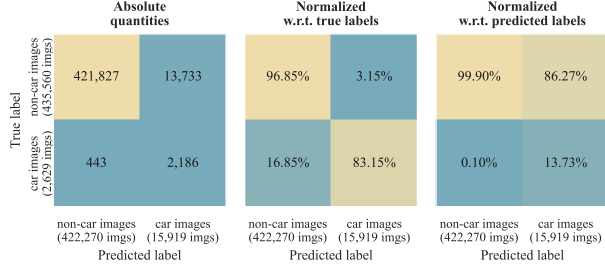 Absolute
quantities
Normalized
w.r.t. true labels
Normalized
w.r.t. predicted labels
True label
non-car images
(435,560 imgs)
421,827 13,733
96.85% 3.15%
99.90% 86.27%
car images
(2,629 imgs)
443 2,186
16.85% 83.15%
0.10% 13.73%
non-car images car images
(422,270 imgs) (15,919 imgs)
Predicted label
non-car images car images
(422,270 imgs) (15,919 imgs)
Predicted label
non-car images car images
(422,270 imgs) (15,919 imgs)
Predicted label